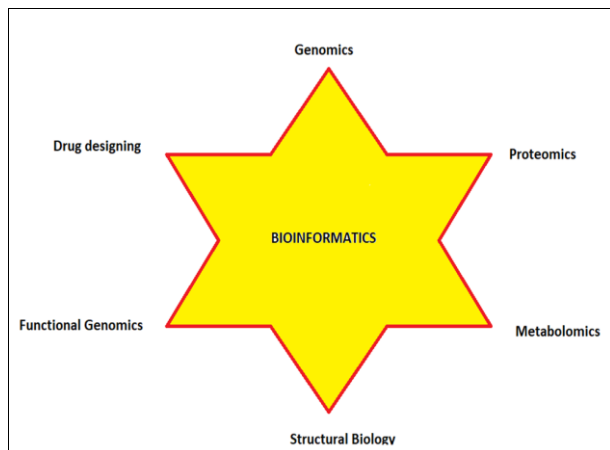 Genomics
Drug designing
Proteomics
BIOINFORMATICS
Functional Genomics
Metabolomics
Structural Biology